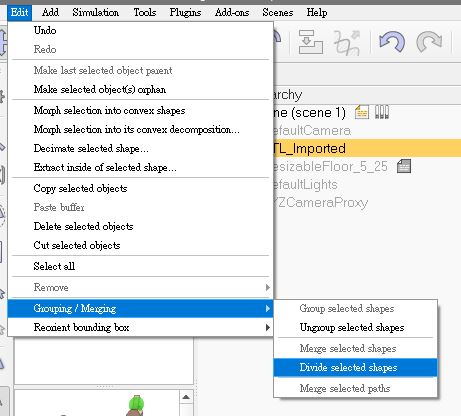 Edit Add Simulation Tools Plugins Add-ons Scenes Help
Undo
Redo
Make last selected object parent
Make selected object(s) orphan
Morph selection into convex shapes
Morph selection into its convex decomposition...
Decimate selected shape...
Extract inside of selected shape...
Copy selected objects
Paste buffer
Delete selected objects
Cut selected objects
Select all
Remove
Grouping / Merging
Reorient bounding box
archy
ne (scene 1)
efaultCamera
TL_Imported
esizableFloor_5_25
efaultLights
YZCameraProxy
Group selected shapes
Ungroup selected shapes
Merge selected shapes
Divide selected shapes
Merge selected paths